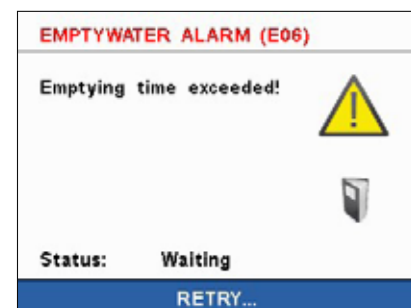 EMPTYWATER ALARM (E06)
Emptying time exceeded!
Status: Waiting
RETRY...